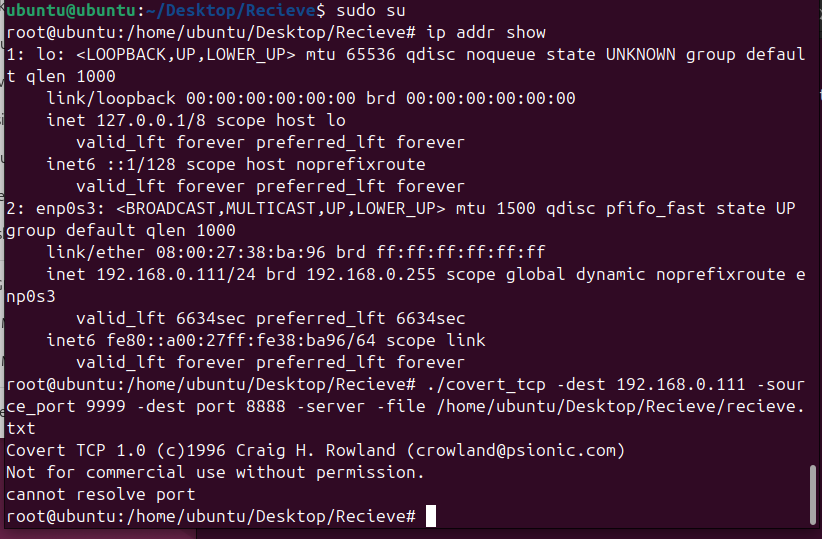 ubuntu@ubuntu:~/Desktop/Recieve$ sudo su
root@ubuntu:/home/ubuntu/Desktop/Recieve# ip addr show
1: lo: <LOOPBACK,UP,LOWER_UP> mtu 65536 qdisc noqueue state UNKNOWN group defaul
t qlen 1000
    link/loopback 00:00:00:00:00:00 brd 00:00:00:00:00:00
    inet 127.0.0.1/8 scope host lo
       valid_lft forever preferred_lft forever
    inet6 ::1/128 scope host noprefixroute
       valid_lft forever preferred_lft forever
2: enp0s3: <BROADCAST,MULTICAST,UP,LOWER_UP> mtu 1500 qdisc pfifo_fast state UP
group default qlen 1000
    link/ether 08:00:27:38:ba:96 brd ff:ff:ff:ff:ff:ff
    inet 192.168.0.111/24 brd 192.168.0.255 scope global dynamic noprefixroute e
np0s3
       valid_lft 6634sec preferred_lft 6634sec
    inet6 fe80::a00:27ff:fe38:ba96/64 scope link
       valid_lft forever preferred_lft forever
root@ubuntu:/home/ubuntu/Desktop/Recieve# ./covert_tcp -dest 192.168.0.111 -sour
ce_port 9999 -dest port 8888 -server -file /home/ubuntu/Desktop/Recieve/recieve.
txt
Covert TCP 1.0 (c)1996 Craig H. Rowland (crowland@psionic.com)
Not for commercial use without permission.
cannot resolve port
root@ubuntu:/home/ubuntu/Desktop/Recieve#